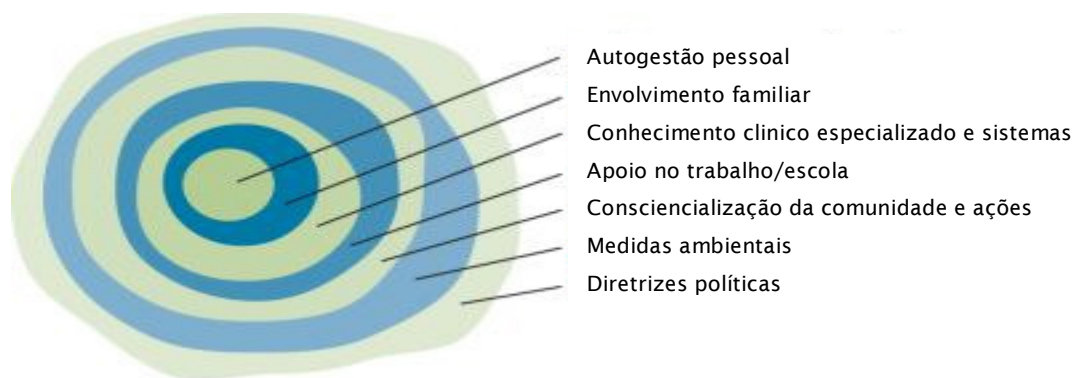 Autogestão pessoal
Envolvimento familiar
Conhecimento clinico especializado e sistemas
Apoio no trabalho/escola
Consciencialização da comunidade e ações
Medidas ambientais
Diretrizes políticas